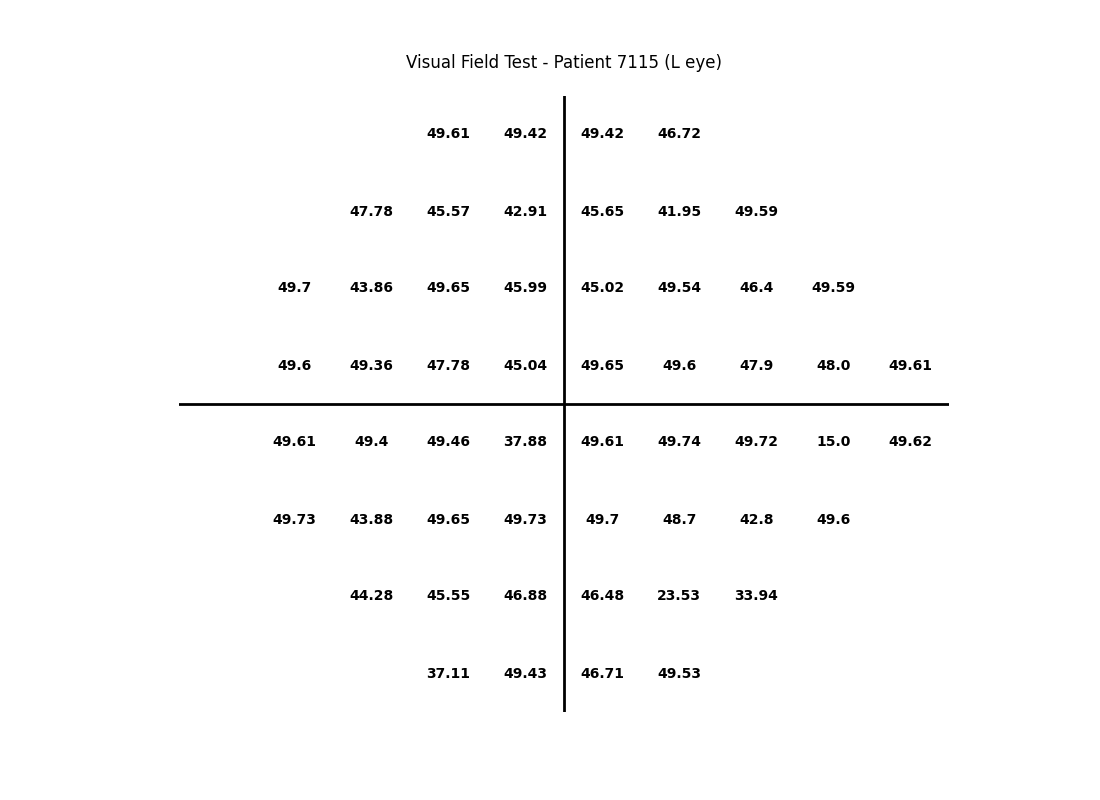 Visual Field Test - Patient 7115 (L eye)
49.61 49.42 49.42 46.72
47.78 45.57 42.91 45.65 41.95 49.59
49.7 43.86 49.65 45.99 45.02 49.54 46.4 49.59
49.6 49.36 47.78 45.04 49.65 49.6 47.9 48.0 49.61
49.61 49.4 49.46 37.88 49.61 49.74 49.72 15.0 49.62
49.73 43.88 49.65 49.73 49.7 48.7 42.8 49.6
44.28 45.55 46.88 46.48 23.53 33.94
37.11 49.43 46.71 49.53